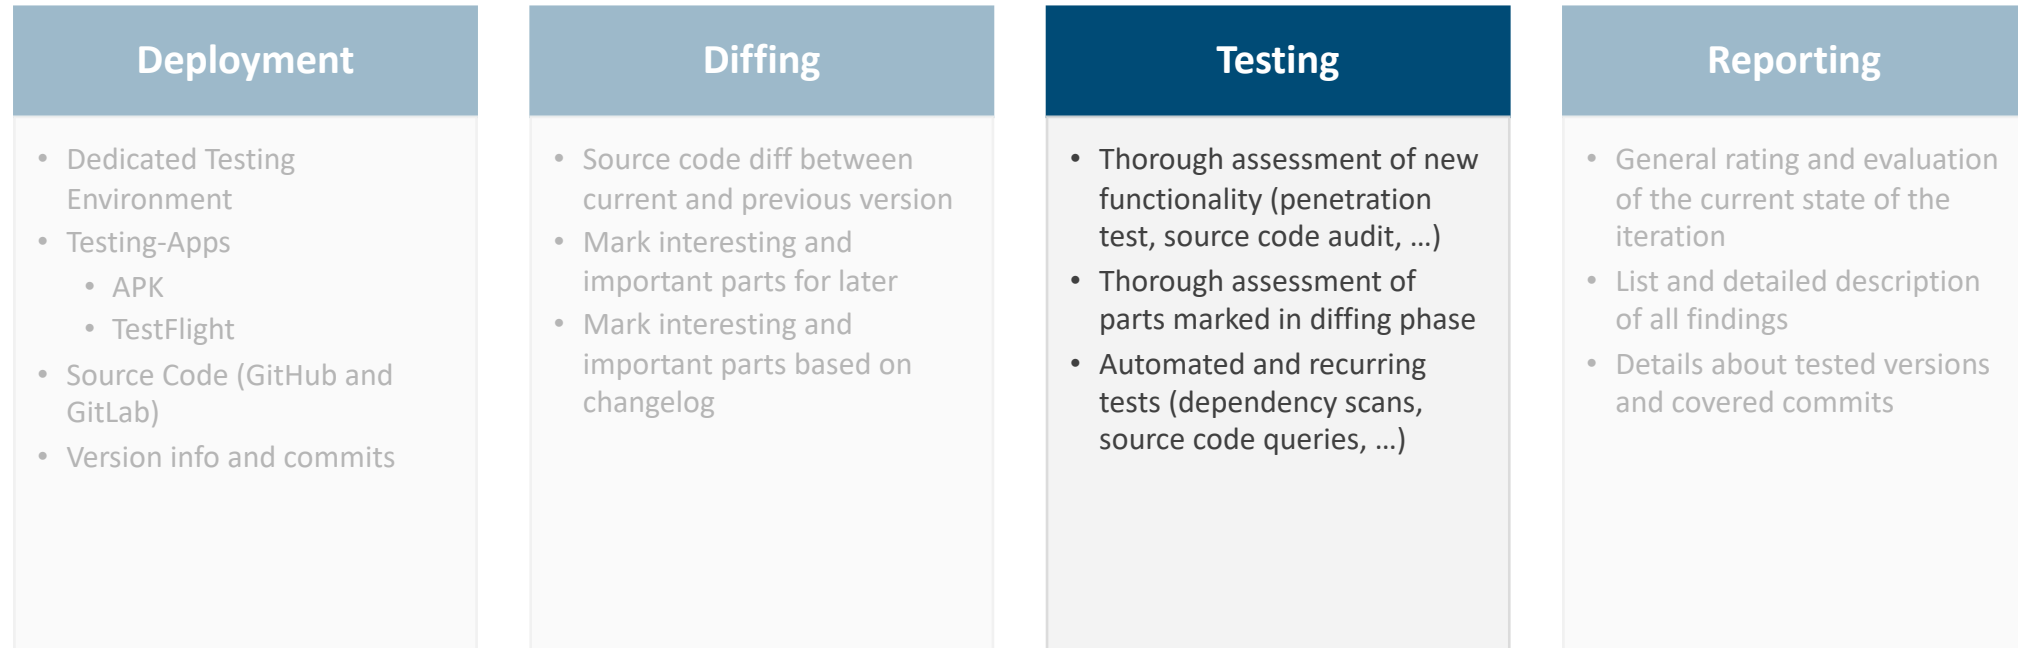 Deployment
• Dedicated Testing
Environment
• Testing-Apps
• APK
• TestFlight
• Source Code (GitHub and
GitLab)
• Version info and commits
Diffing
• Source code diff between
current and previous version
• Mark interesting and
important parts for later
• Mark interesting and
important parts based on
changelog
Testing
• Thorough assessment of new
functionality (penetration
test, source code audit, …)
• Thorough assessment of
parts marked in diffing phase
• Automated and recurring
tests (dependency scans,
source code queries, …)
Reporting
• General rating and evaluation
of the current state of the
iteration
• List and detailed description
of all findings
• Details about tested versions
and covered commits